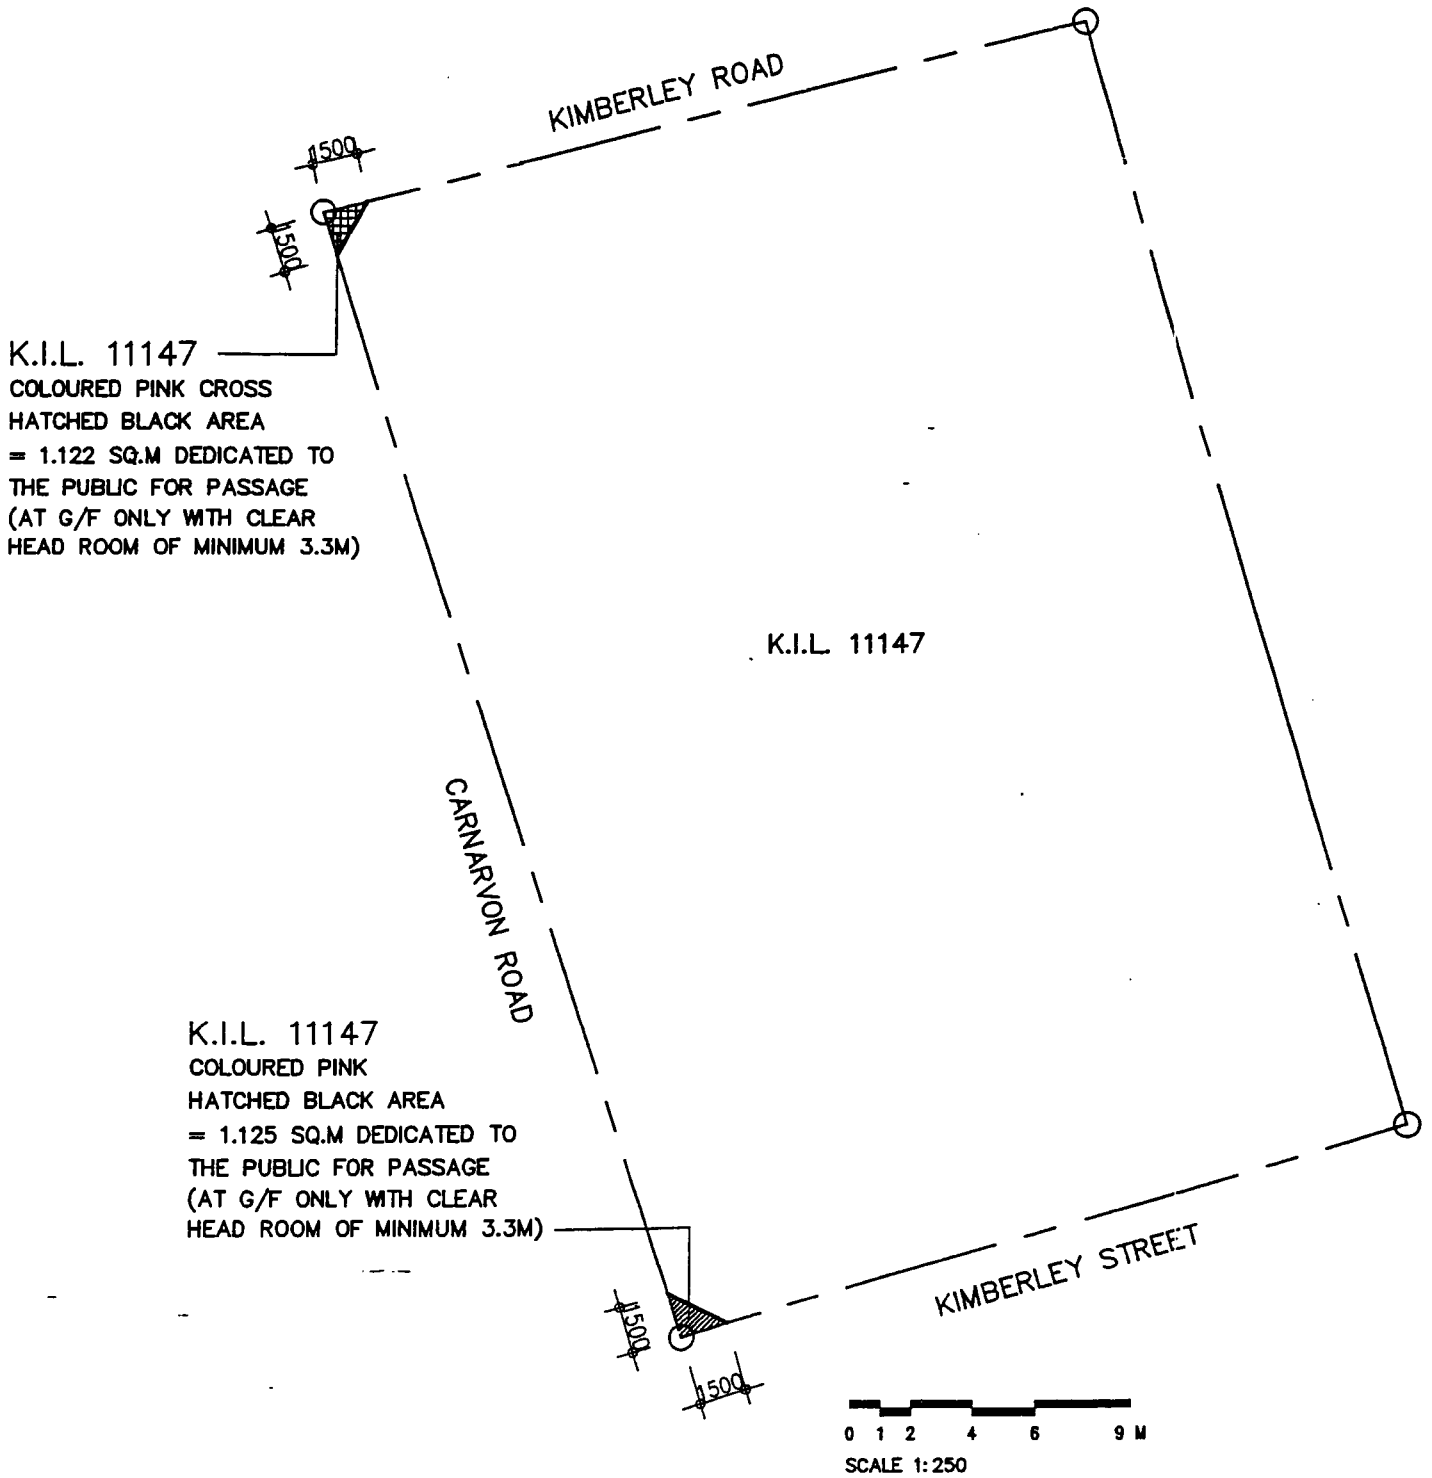 KIMBERLEY ROAD
1500
1500
K.I.L. 11147
COLOURED PINK CROSS
HATCHED BLACK AREA
= 1.122 SQ.M DEDICATED TO
THE PUBLIC FOR PASSAGE
(AT G/F ONLY WITH CLEAR
HEAD ROOM OF MINIMUM 3.3M)
K.I.L. 11147
CARNARVON ROAD
K.I.L. 11147
COLOURED PINK
HATCHED BLACK AREA
= 1.125 SQ.M DEDICATED TO
THE PUBLIC FOR PASSAGE
(AT G/F ONLY WITH CLEAR
HEAD ROOM OF MINIMUM 3.3M)
KIMBERLEY STREET
1500
1500
0 1 2 4 6 9 M
SCALE 1:250